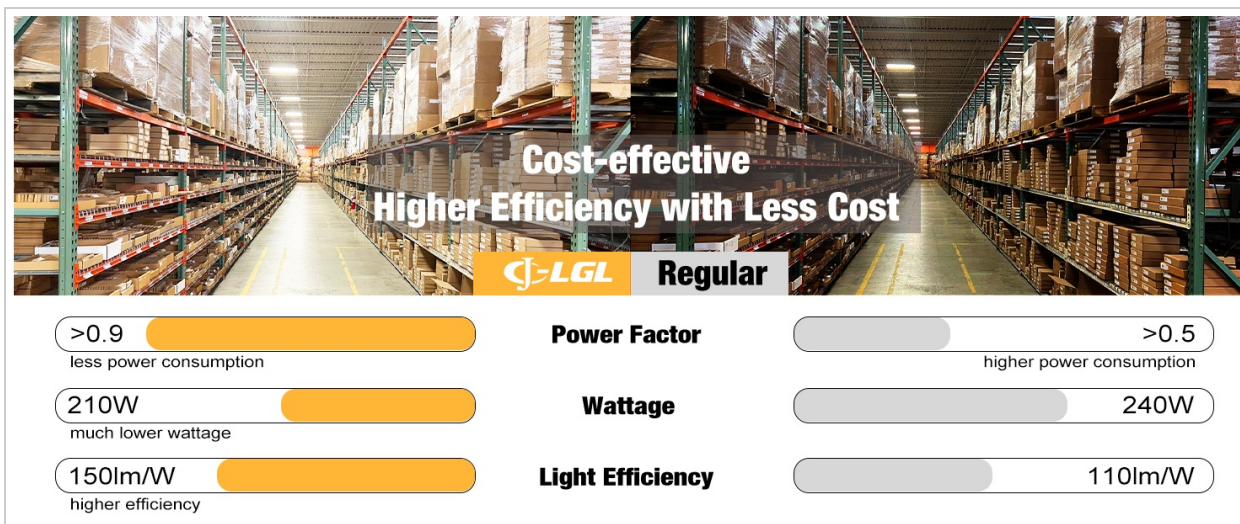 Cost-effective
Higher Efficiency with Less Cost
CJ-LGL
Regular
>0.9
Power Factor
>0.5
less power consumption
higher power consumption
210W
Wattage
240W
much lower wattage
150lm/W
Light Efficiency
110lm/W
higher efficiency